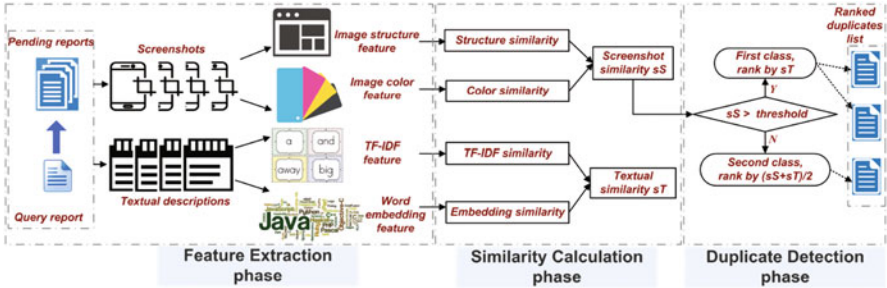 Pending reports
Query report
Screenshots
Textual descriptions
Image structure
feature
Image color
feature
a
and
away
big
TF-IDF
feature
JavaScript
Python
Java
Pascal
Word
embedding
feature
Feature Extraction
phase
Structure similarity
Color similarity
Screenshot
similarity sS
TF-IDF similarity
Embedding similarity
Textual
similarity sT
Similarity Calculation
phase
First class,
rank by sT
Y
sS > threshold
N
Second class,
rank by (sS+sT)/2
Ranked
duplicates
list
Duplicate Detection
phase